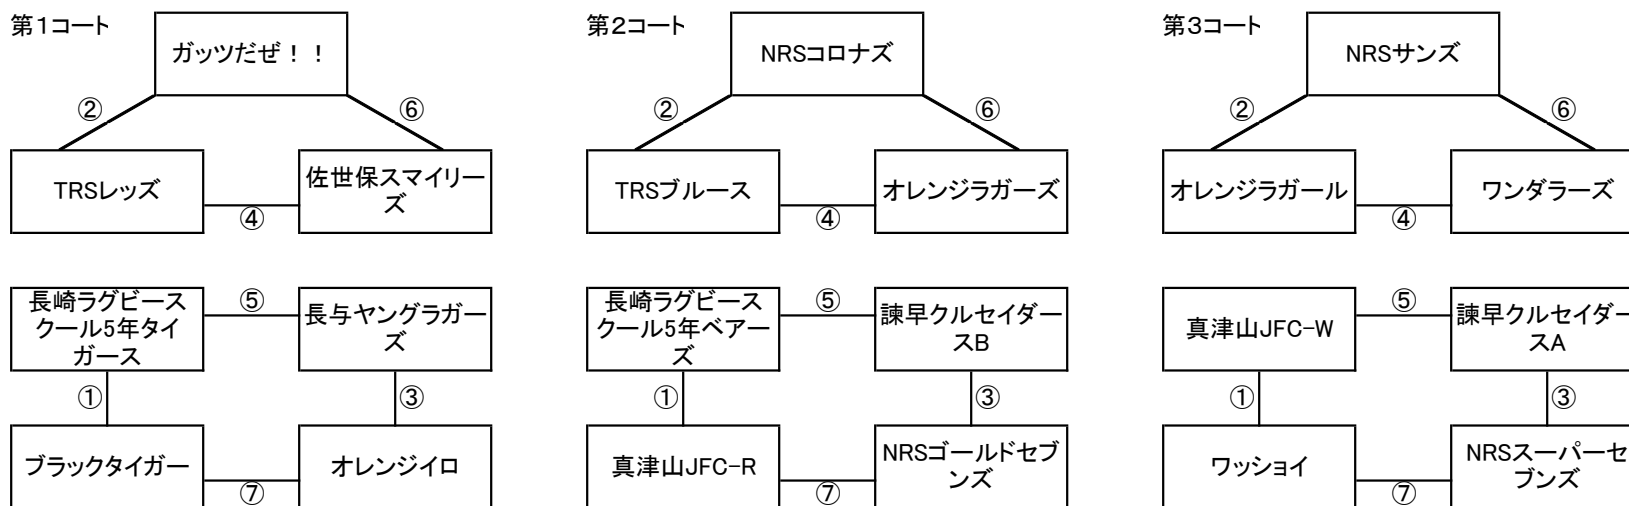 第1コート
ガッツだぜ！！
②
⑥
TRSレッズ
佐世保スマイリー
ズ
④
長崎ラグビース
クール5年タイ
ガース
⑤
長与ヤングラガー
ズ
①
③
ブラックタイガー
オレンジイロ
⑦
第2コート
NRSコロナズ
②
⑥
TRSブルース
オレンジラガーズ
④
長崎ラグビース
クール5年ベアー
ズ
⑤
諫早クルセイダー
スB
①
③
真津山JFC-R
NRSゴールドセブ
ンズ
⑦
第3コート
NRSサンズ
②
⑥
オレンジラガール
ワンダラーズ
④
真津山JFC-W
⑤
諫早クルセイダー
スA
①
③
ワッショイ
NRSスーパーセ
ブンズ
⑦